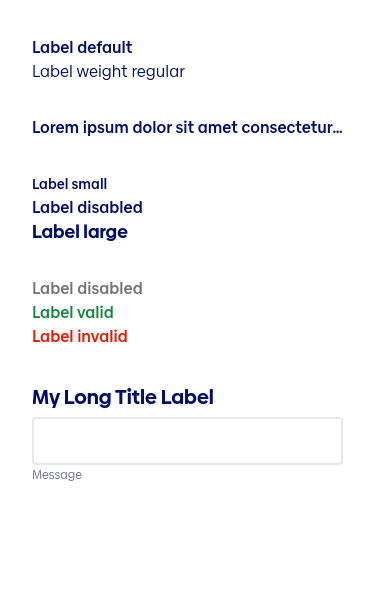 Label default
Label weight regular
Lorem ipsum dolor sit amet consectetur...
Label small
Label disabled
Label large
Label disabled
Label valid
Label invalid
My Long Title Label
Message